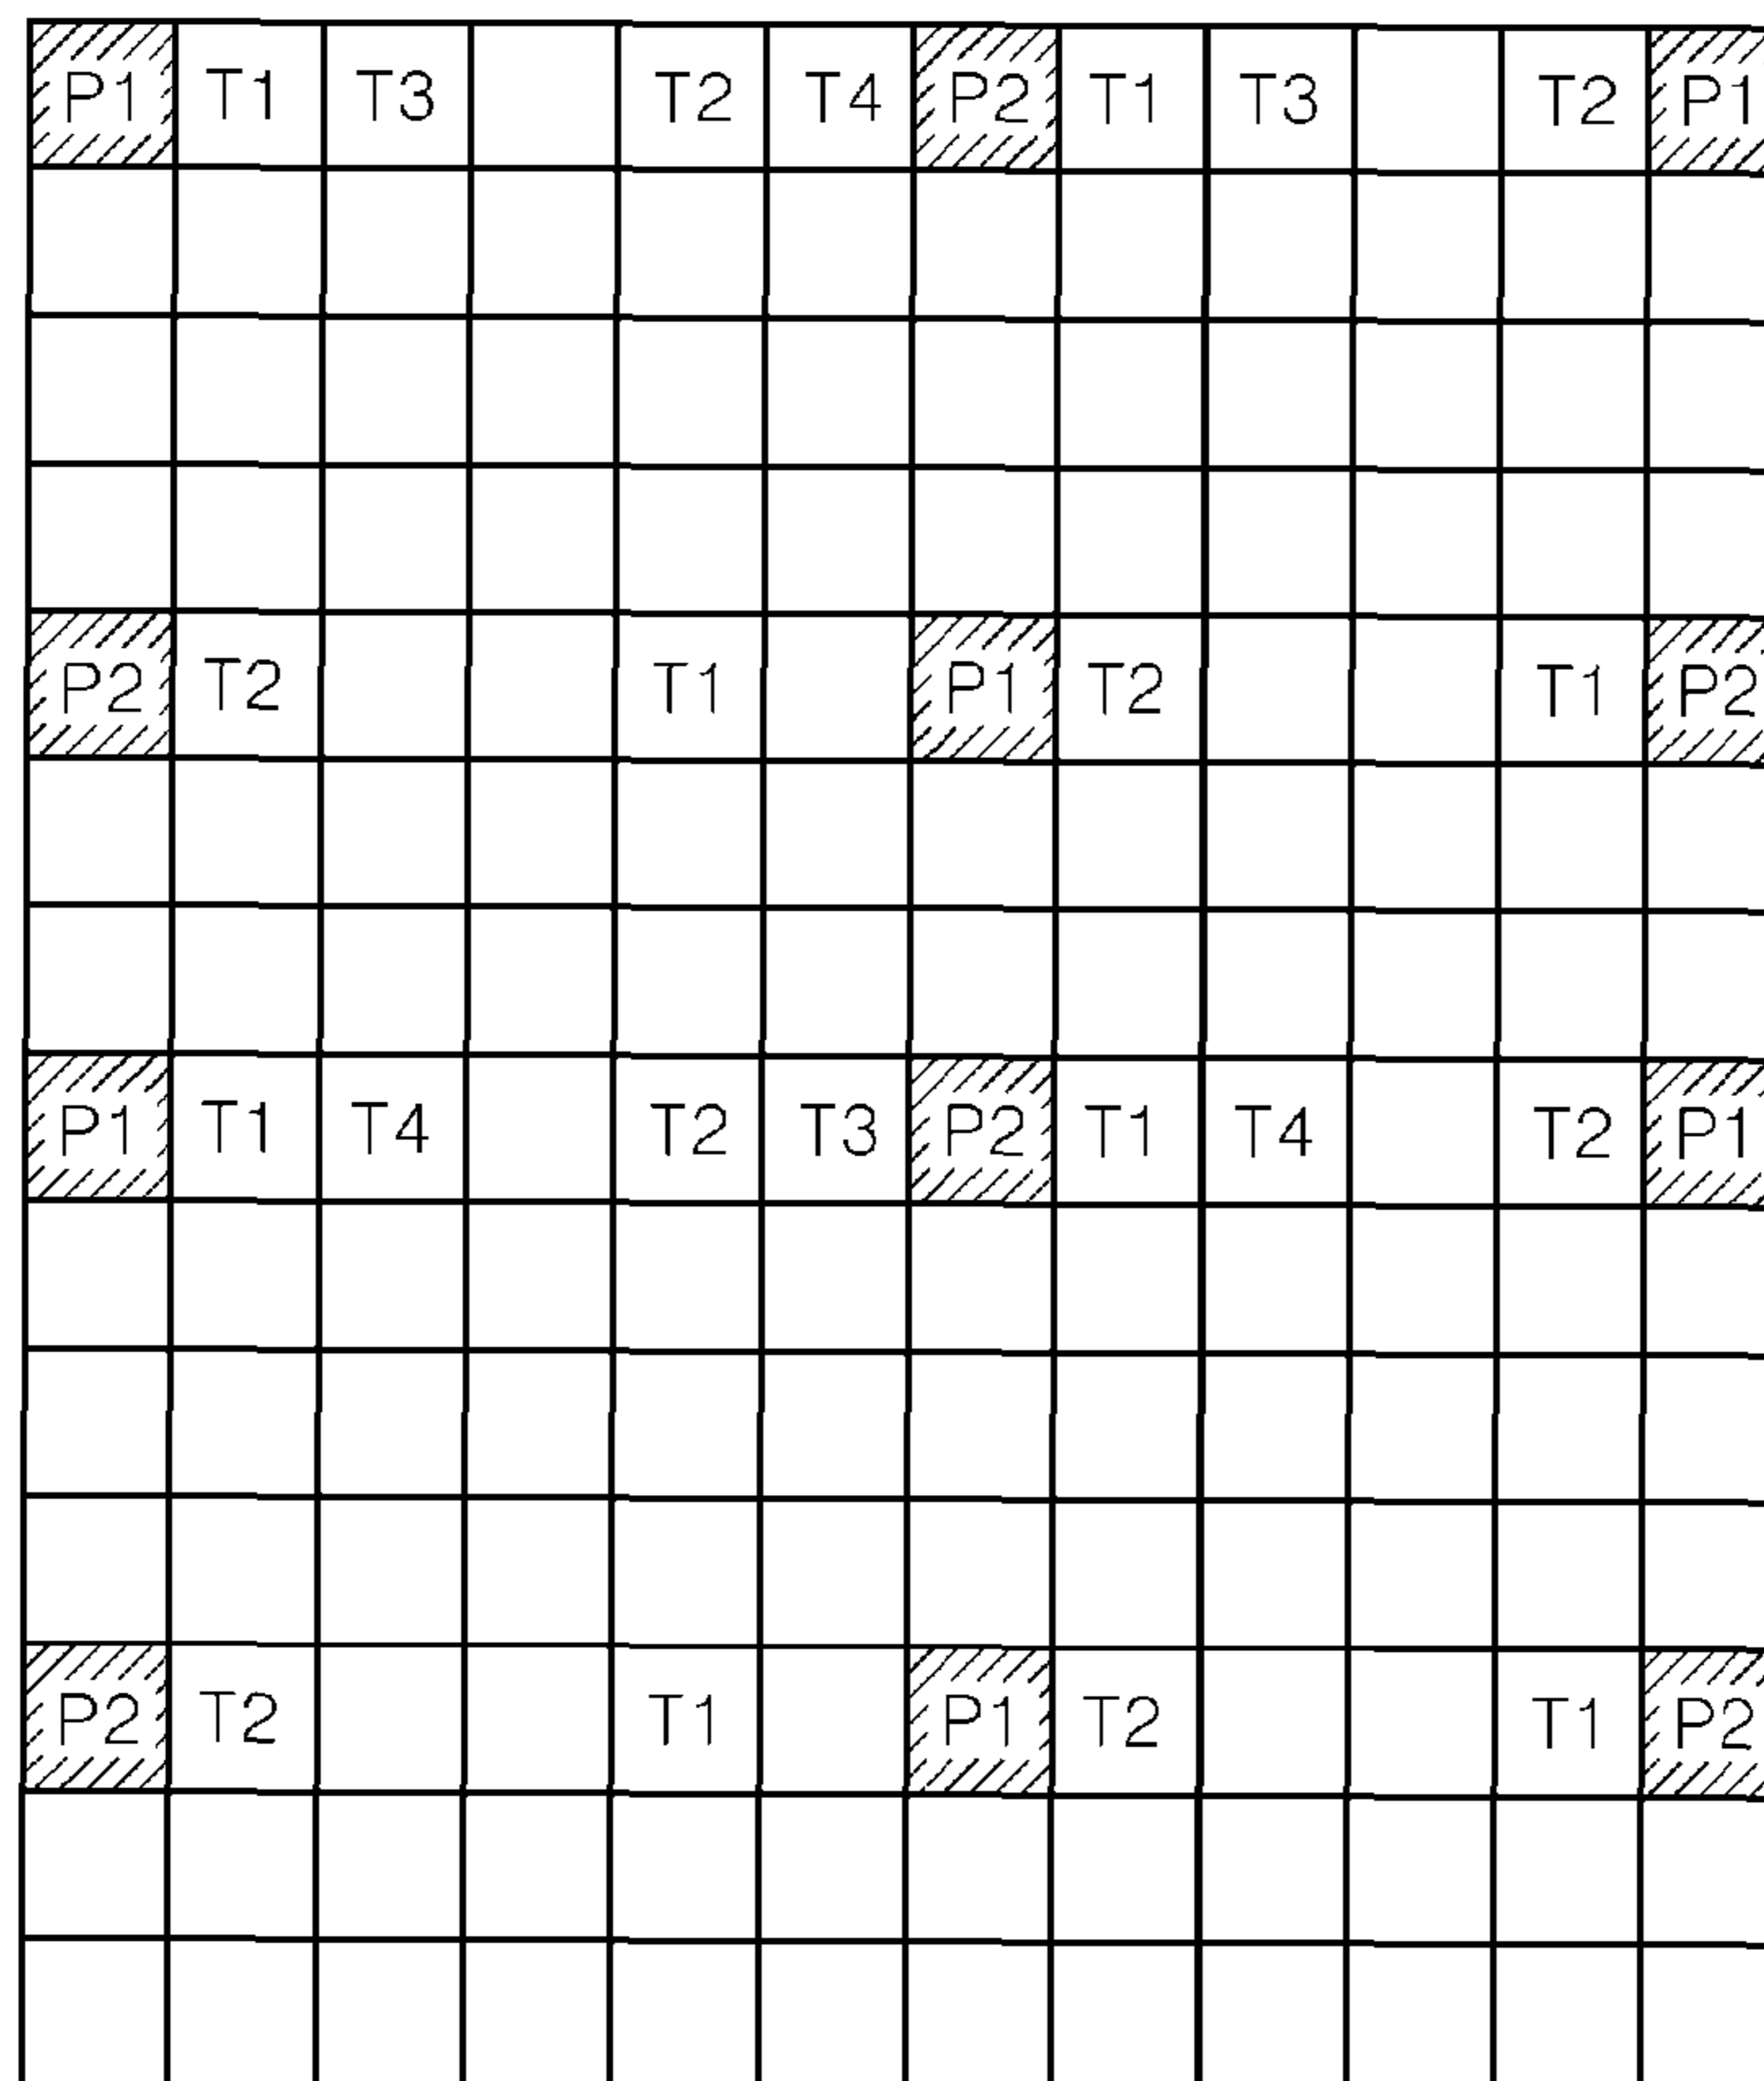 P1 T1 T3 T2 T4 P2 T1 T3 T2 P1
P2 T2 T1 P1 T2 T1 P2
P1 T1 T4 T2 T3 P2 T1 T4 T2 P1
P2 T2 T1 P1 T2 T1 P2